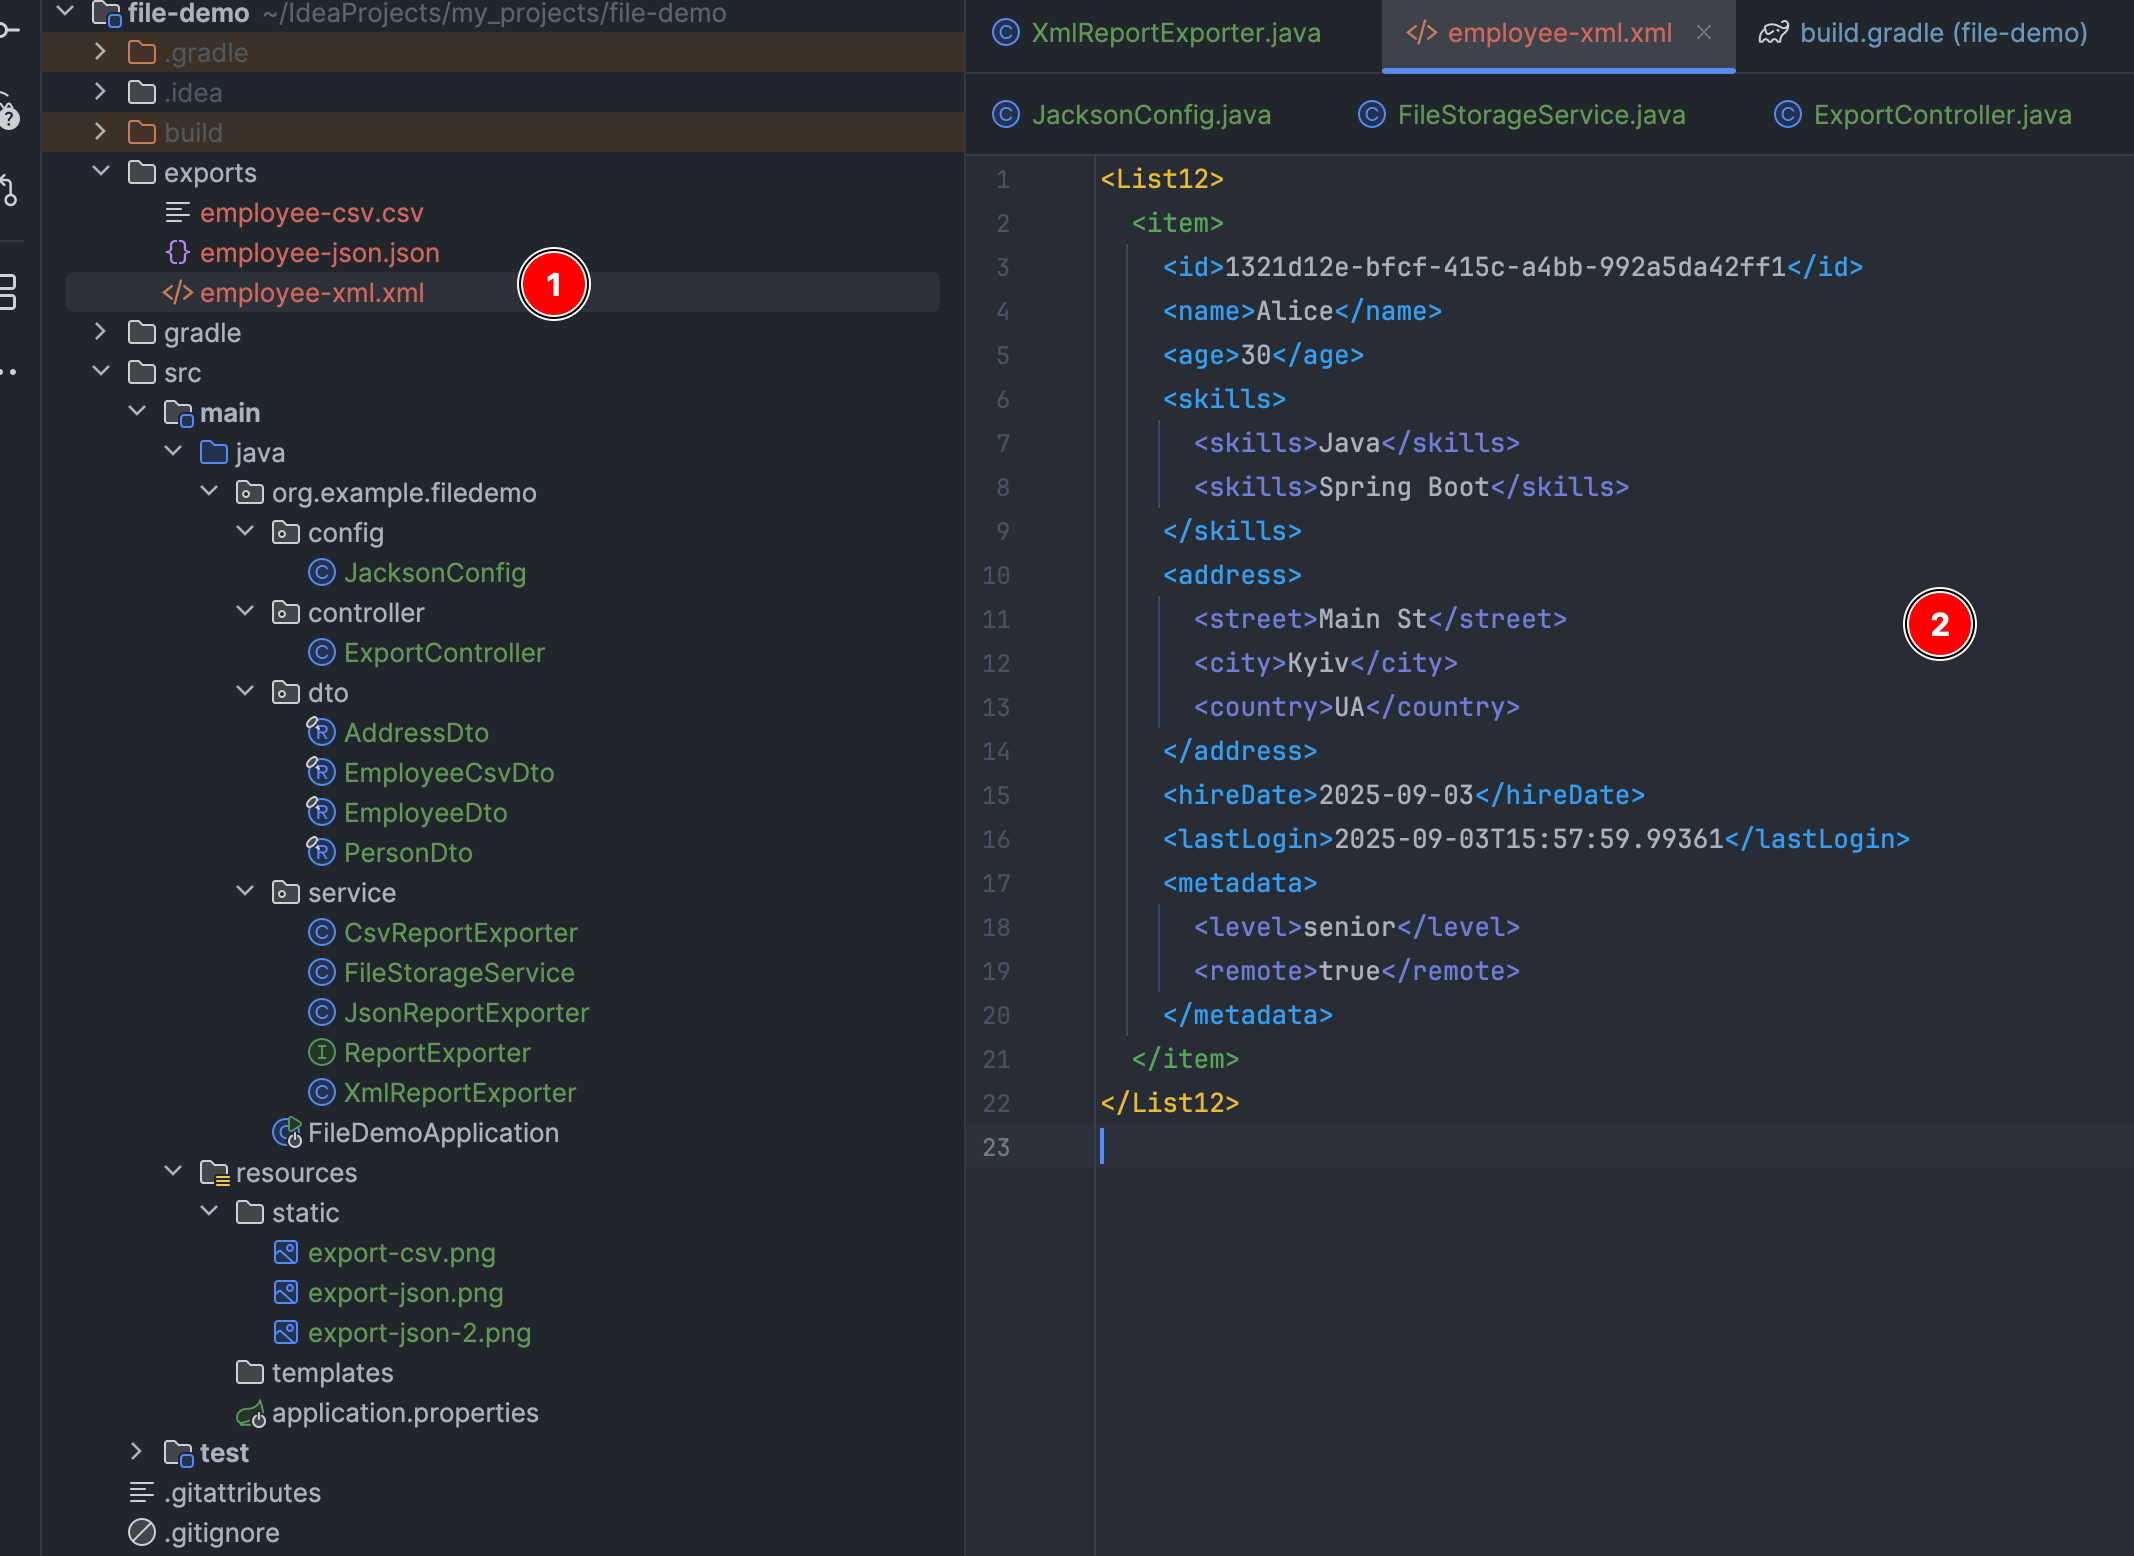 file-demo ~/IdeaProjects/my_projects/file-demo
.gradle
.idea
build
exports
employee-csv.csv
employee-json.json
employee-xml.xml
1
gradle
src
main
java
org.example.filedemo
config
JacksonConfig
controller
ExportController
dto
AddressDto
EmployeeCsvDto
EmployeeDto
PersonDto
service
CsvReportExporter
FileStorageService
JsonReportExporter
ReportExporter
XmlReportExporter
FileDemoApplication
resources
static
export-csv.png
export-json.png
export-json-2.png
templates
application.properties
test
.gitattributes
.gitignore
XmlReportExporter.java employee-xml.xml build.gradle (file-demo)
JacksonConfig.java FileStorageService.java ExportController.java
1 <List12>
2 <item>
3 <id>1321d12e-bfcf-415c-a4bb-992a5da42ff1</id>
4 <name>Alice</name>
5 <age>30</age>
6 <skills>
7 <skills>Java</skills>
8 <skills>Spring Boot</skills>
9 </skills>
10 <address>
11 <street>Main St</street>
12 <city>Kyiv</city>
13 <country>UA</country>
14 </address>
15 <hireDate>2025-09-03</hireDate>
16 <lastLogin>2025-09-03T15:57:59.99361</lastLogin>
17 <metadata>
18 <level>senior</level>
19 <remote>true</remote>
20 </metadata>
21 </item>
22 </List12>
23
2